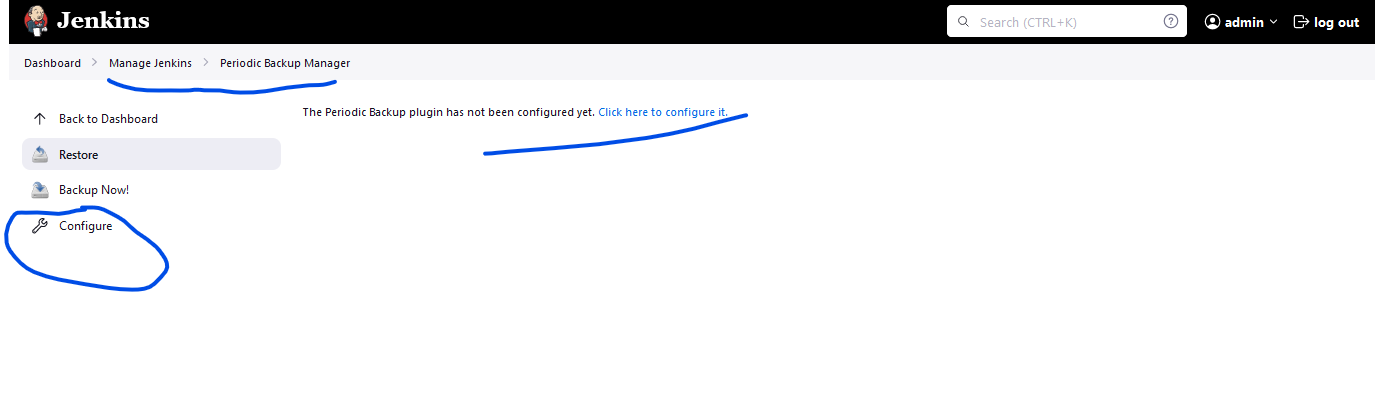 Jenkins
Search (CTRL+K)
admin
log out
Dashboard
Manage Jenkins
Periodic Backup Manager
Back to Dashboard
The Periodic Backup plugin has not been configured yet. Click here to configure it.
Restore
Backup Now!
Configure